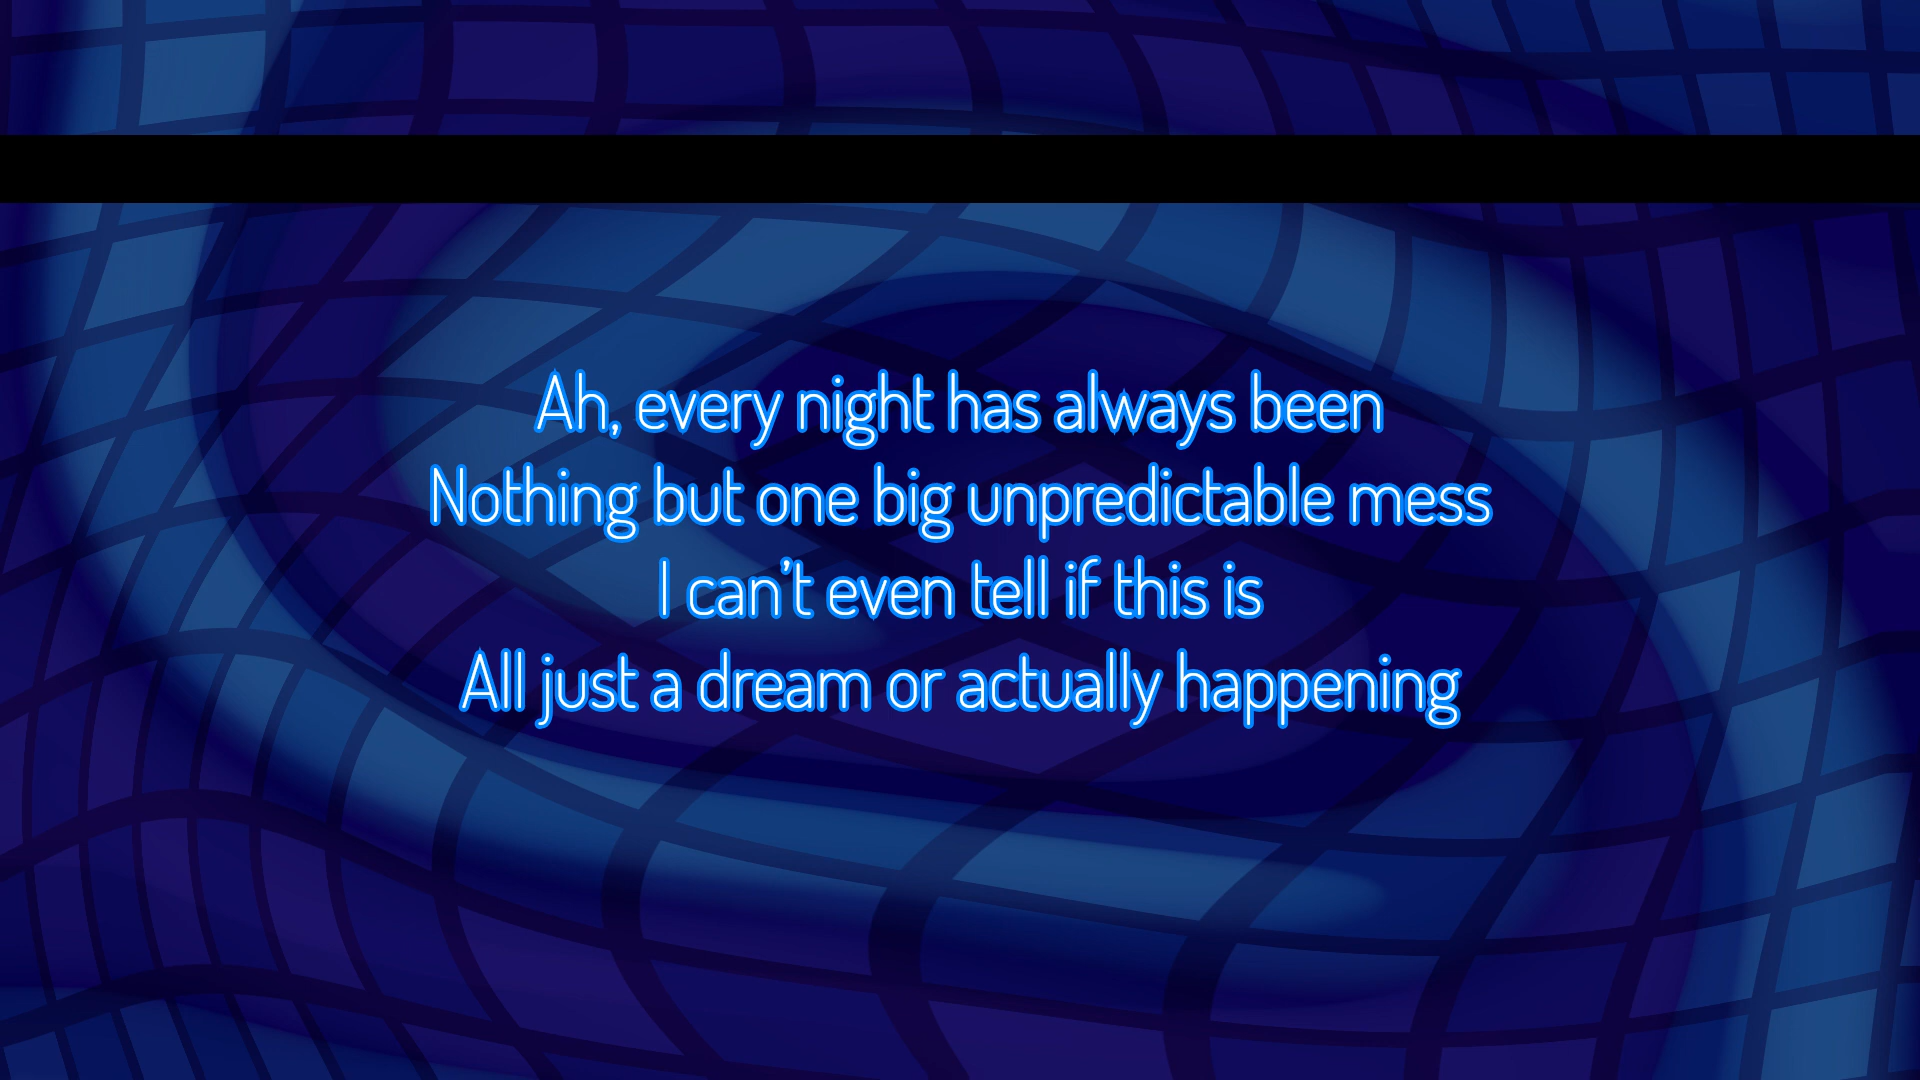 Ah, every night has always been
Nothing but one big unpredictable mess
I can't even tell if this is
All just a dream or actually happening